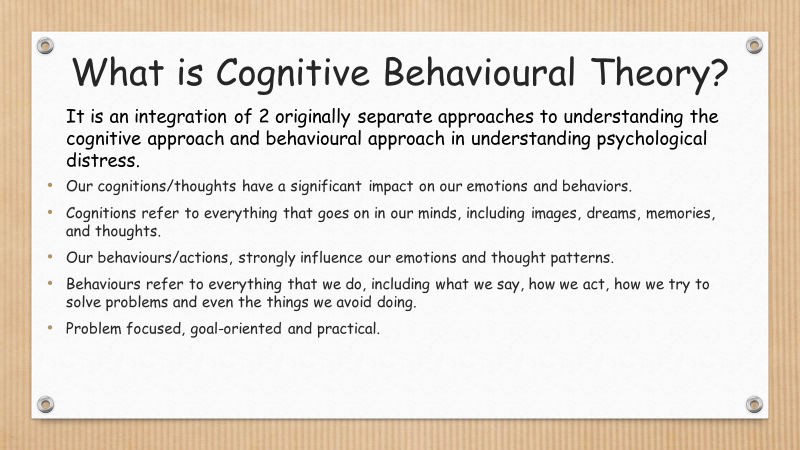 What is Cognitive Behavioural Theory?
It is an integration of 2 originally separate approaches to understanding the
cognitive approach and behavioural approach in understanding psychological
distress.
• Our cognitions/thoughts have a significant impact on our emotions and behaviors.
• Cognitions refer to everything that goes on in our minds, including images, dreams, memories,
and thoughts.
• Our behaviours/actions, strongly influence our emotions and thought patterns.
• Behaviours refer to everything that we do, including what we say, how we act, how we try to
solve problems and even the things we avoid doing.
• Problem focused, goal-oriented and practical.